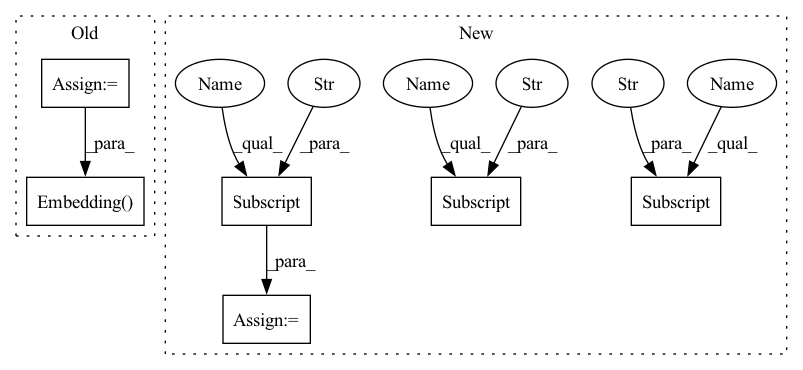 Old
New
Assign:=
Name
Str
Name
Str
Str
Name
_para_
_qual_
_para_
_qual_
_para_
_para_
_qual_
Embedding()
Subscript
Subscript
Subscript
_para_
Assign:=